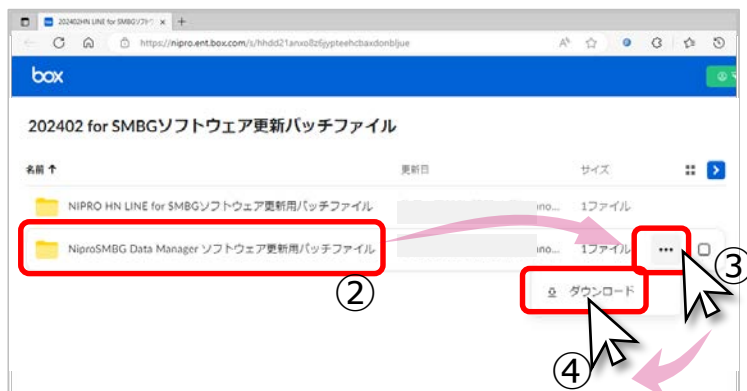 202402HN LINE for SMBGソフト
https://nipro.ent.box.com/s/hhdd21anxo8z6jypteehcbaxdonbljue
box
202402 for SMBGソフトウェア更新パッチファイル
名前 ↑ 更新日 サイズ
NIPRO HN LINE for SMBGソフトウェア更新用パッチファイル ono... 1ファイル
NiproSMBG Data Manager ソフトウェア更新用パッチファイル ono... 1ファイル ...
② ③
ダウンロード
④